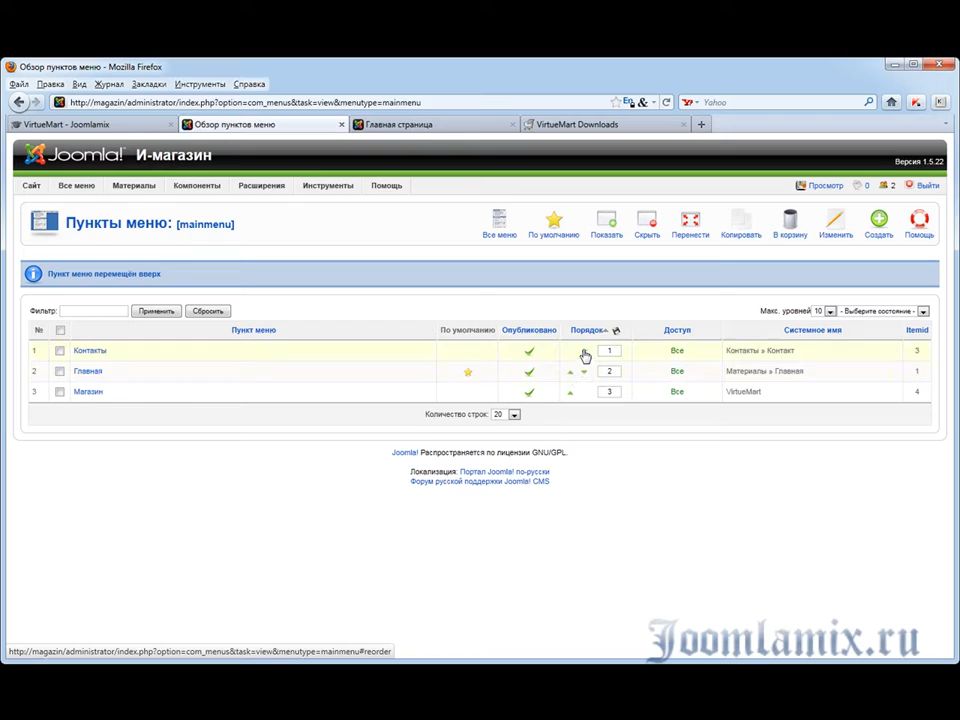 Обзор пунктов меню - Mozilla Firefox
Файл Правка Вид Журнал Закладки Инструменты Справка
http://magazin/administrator/index.php?option=com_menus&task=view&menutype=mainmenu
Yahoo
VirtueMart - Joomlamix
Обзор пунктов меню
Главная страница
VirtueMart Downloads
Joomla! И-магазин
Версия 1.5.22
Сайт Все меню Материалы Компоненты Расширения Инструменты Помощь
Просмотр 0 2 Выйти
Пункты меню: [mainmenu]
Все меню По умолчанию Показать Скрыть Перенести Копировать В корзину Изменить Создать Помощь
Пункт меню перемещён вверх
Фильтр: Применить Сбросить
Макс. уровней 10 - Выберите состояние -
№ Пункт меню По умолчанию Опубликовано Порядок Доступ Системное имя Itemid
1 Контакты 1 Все Контакты » Контакт 3
2 Главная 2 Все Материалы » Главная 1
3 Магазин 3 Все VirtueMart 4
Количество строк: 20
Joomla! Распространяется по лицензии GNU/GPL.
Локализация: Портал Joomla! по-русски
Форум русской поддержки Joomla! CMS
http://magazin/administrator/index.php?option=com_menus&task=view&menutype=mainmenu#reorder
Joomlamix.ru